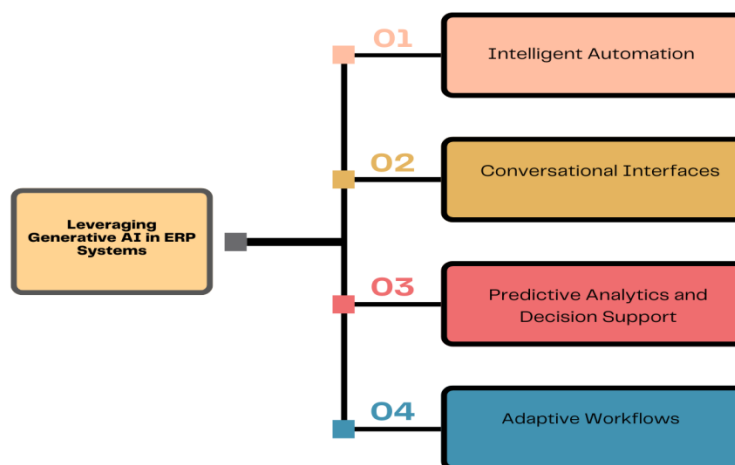 Leveraging
Generative AI in ERP
Systems
01
Intelligent Automation
02
Conversational Interfaces
03
Predictive Analytics and
Decision Support
04
Adaptive Workflows